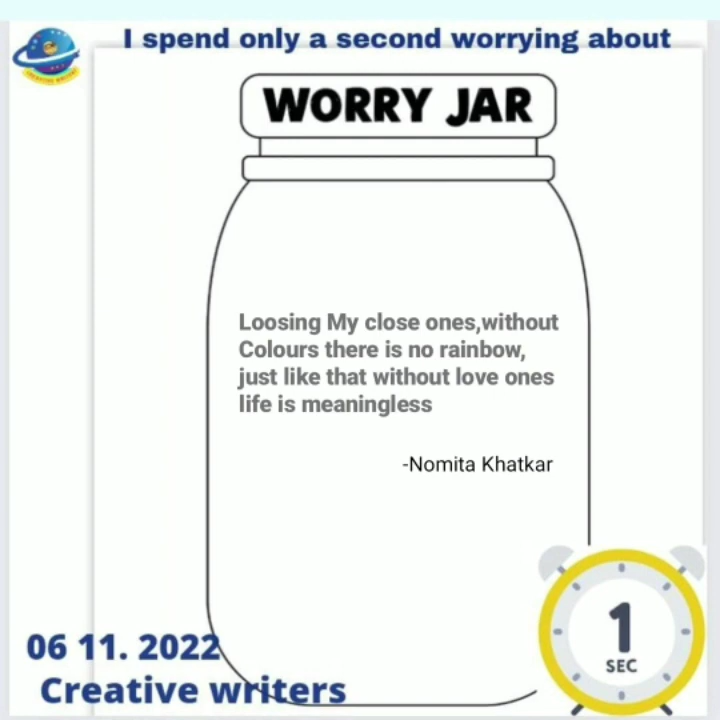 I spend only a second worrying about
WORRY JAR
Loosing My close ones,without
Colours there is no rainbow,
just like that without love ones
life is meaningless
-Nomita Khatkar
1
SEC
06 11. 2022
Creative writers